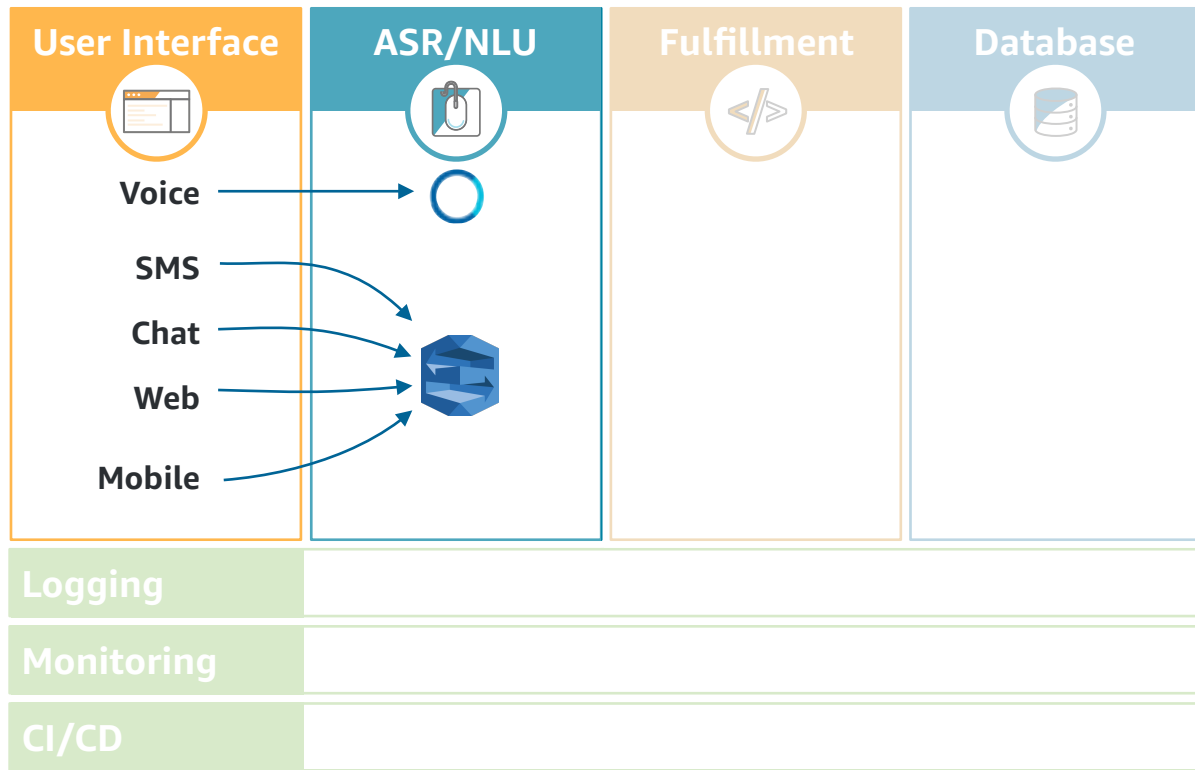 User Interface
ASR/NLU
Fulfillment
Database
</>
Voice
SMS
Chat
Web
Mobile
Logging
Monitoring
CI/CD